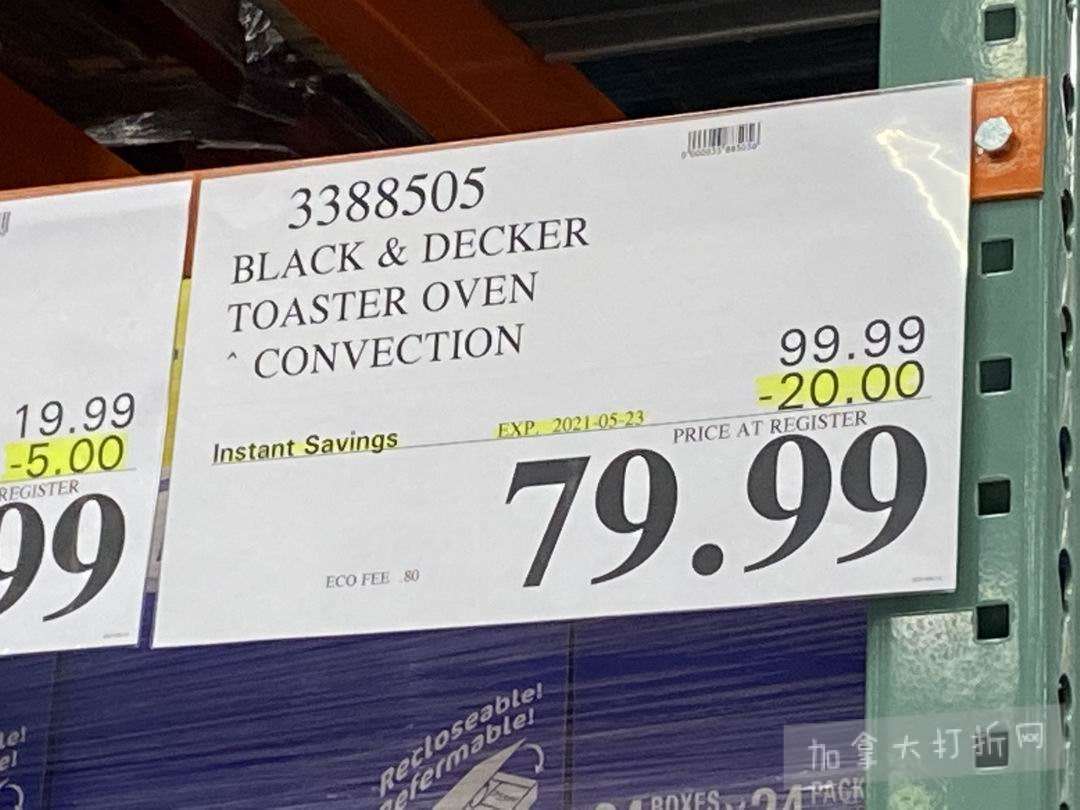 3388505
BLACK & DECKER
TOASTER OVEN
^ CONVECTION
99.99
-20.00
Instant Savings
EXP. 2021-05-23
PRICE AT REGISTER
79.99
ECO FEE .80
19.99
-5.00
REGISTER
99
Recloseable!
Refermable!
24 BOXES x 24 PACK
加拿大打折网